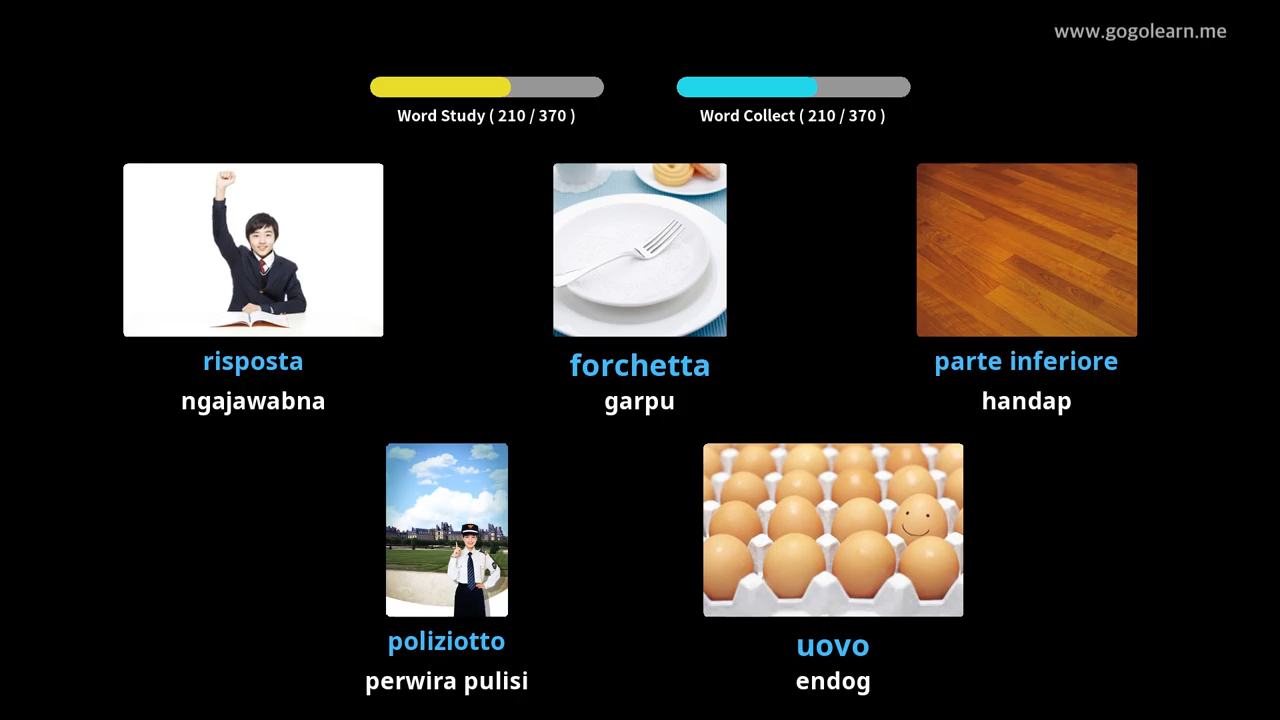 www.gogolearn.me
Word Study ( 210 / 370 )
Word Collect ( 210 / 370 )
risposta
ngajawabna
forchetta
garpu
parte inferiore
handap
poliziotto
perwira pulisi
uovo
endog